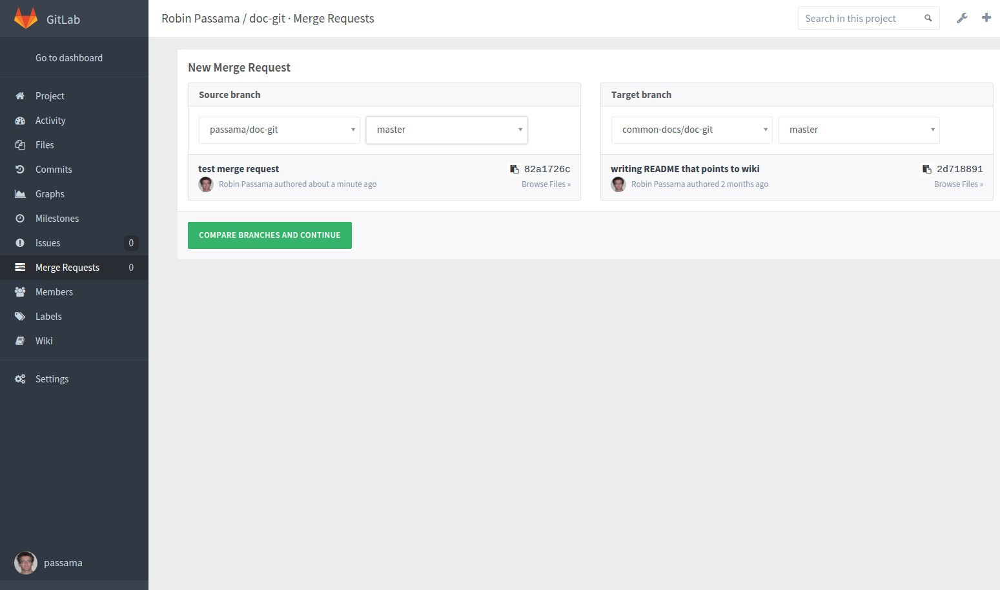 GitLab
Robin Passama / doc-git · Merge Requests
Search in this project
Go to dashboard
Project
Activity
Files
Commits
Graphs
Milestones
Issues 0
Merge Requests 0
Members
Labels
Wiki
Settings
passama
New Merge Request
Source branch
passama/doc-git master
test merge request 82a1726c
Robin Passama authored about a minute ago Browse Files »
Target branch
common-docs/doc-git master
writing README that points to wiki 2d718891
Robin Passama authored 2 months ago Browse Files »
COMPARE BRANCHES AND CONTINUE